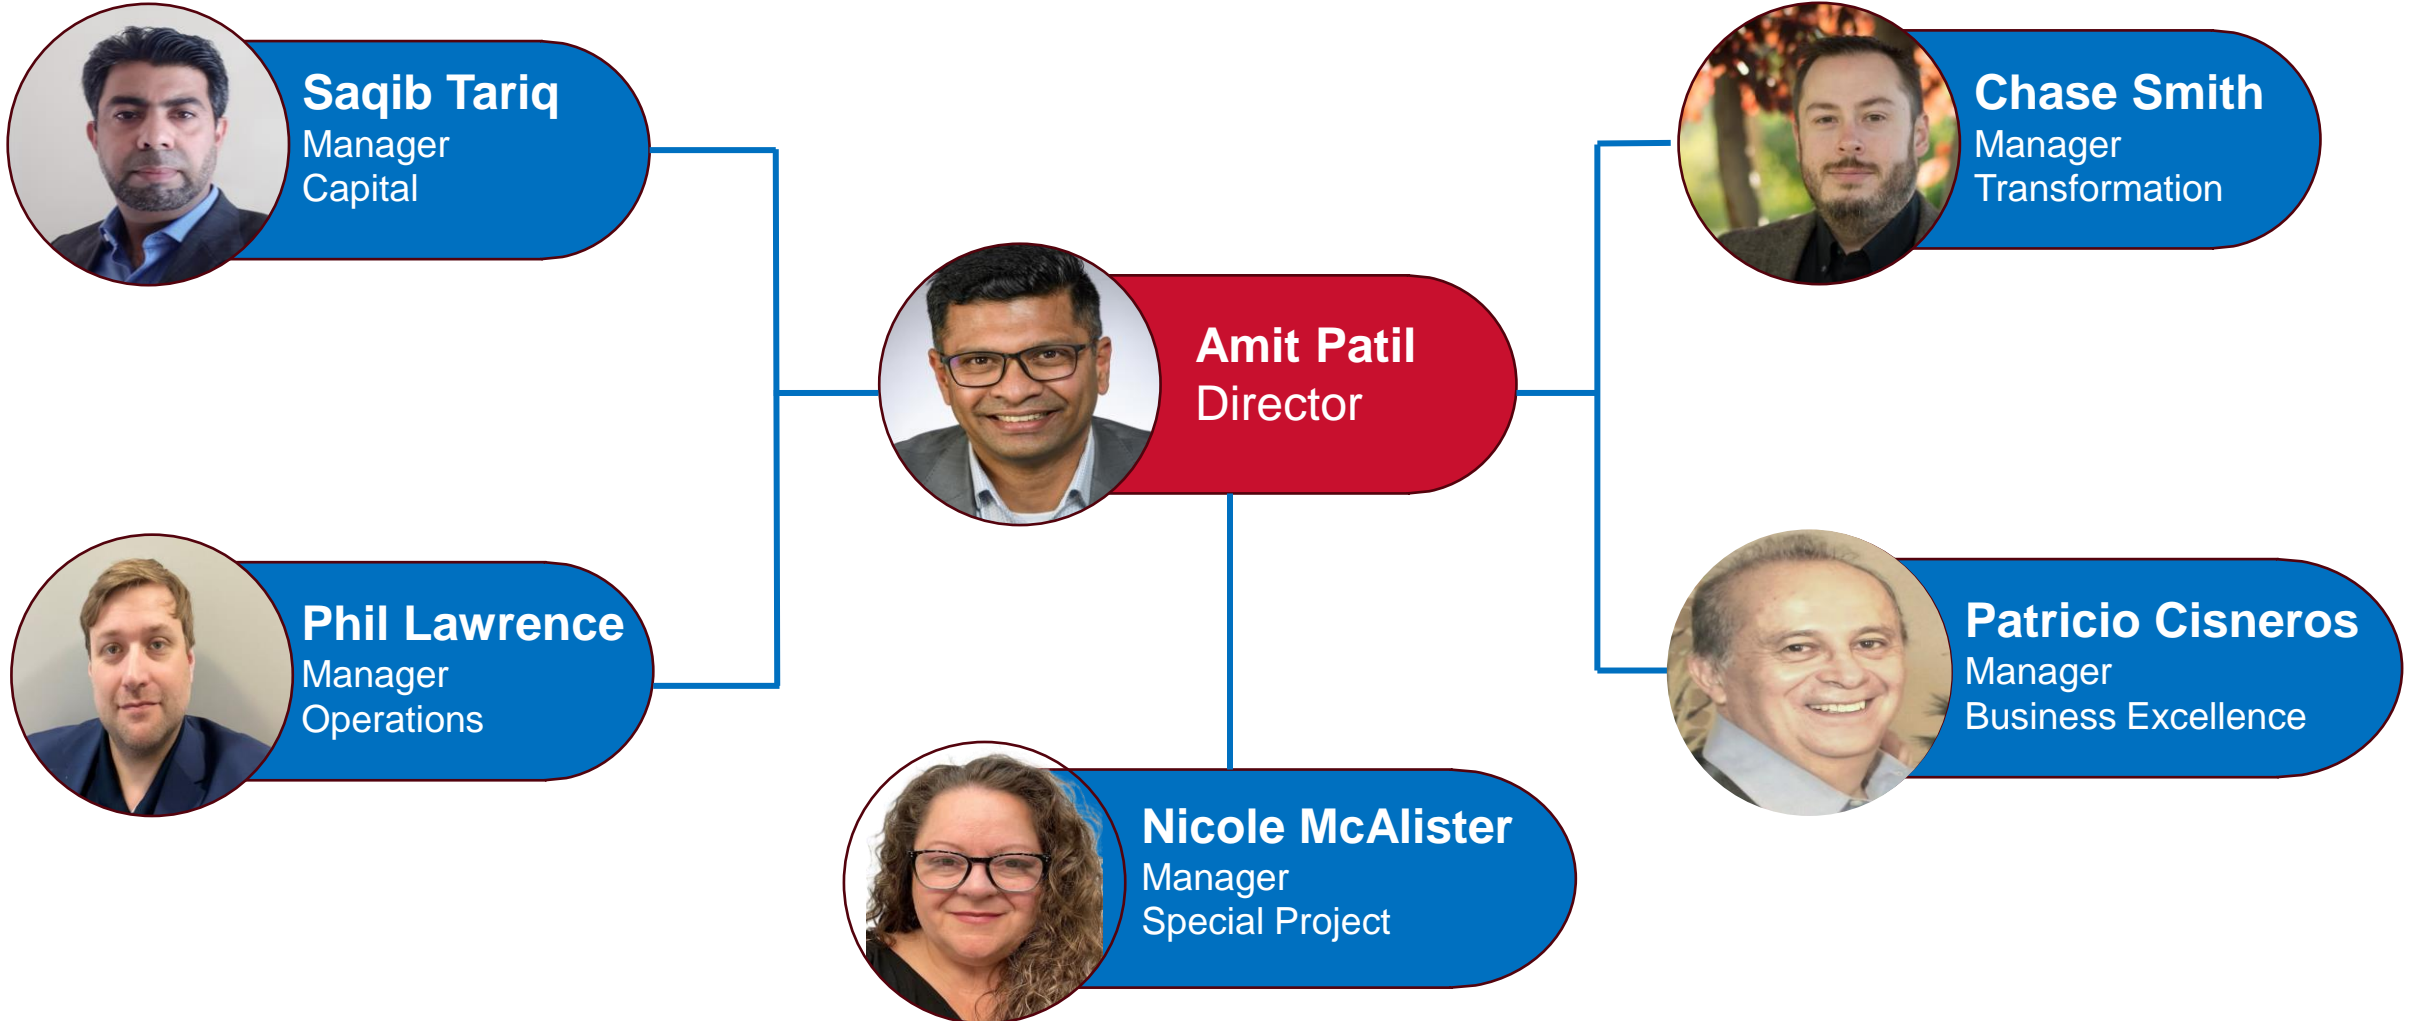 Saqib Tariq
Manager
Capital
Chase Smith
Manager
Transformation
Amit Patil
Director
Phil Lawrence
Manager
Operations
Patricio Cisneros
Manager
Business Excellence
Nicole McAlister
Manager
Special Project